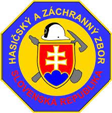 HASIČSKÝ A ZÁCHRANNÝ ZBOR
SLOVENSKÁ REPUBLIKA